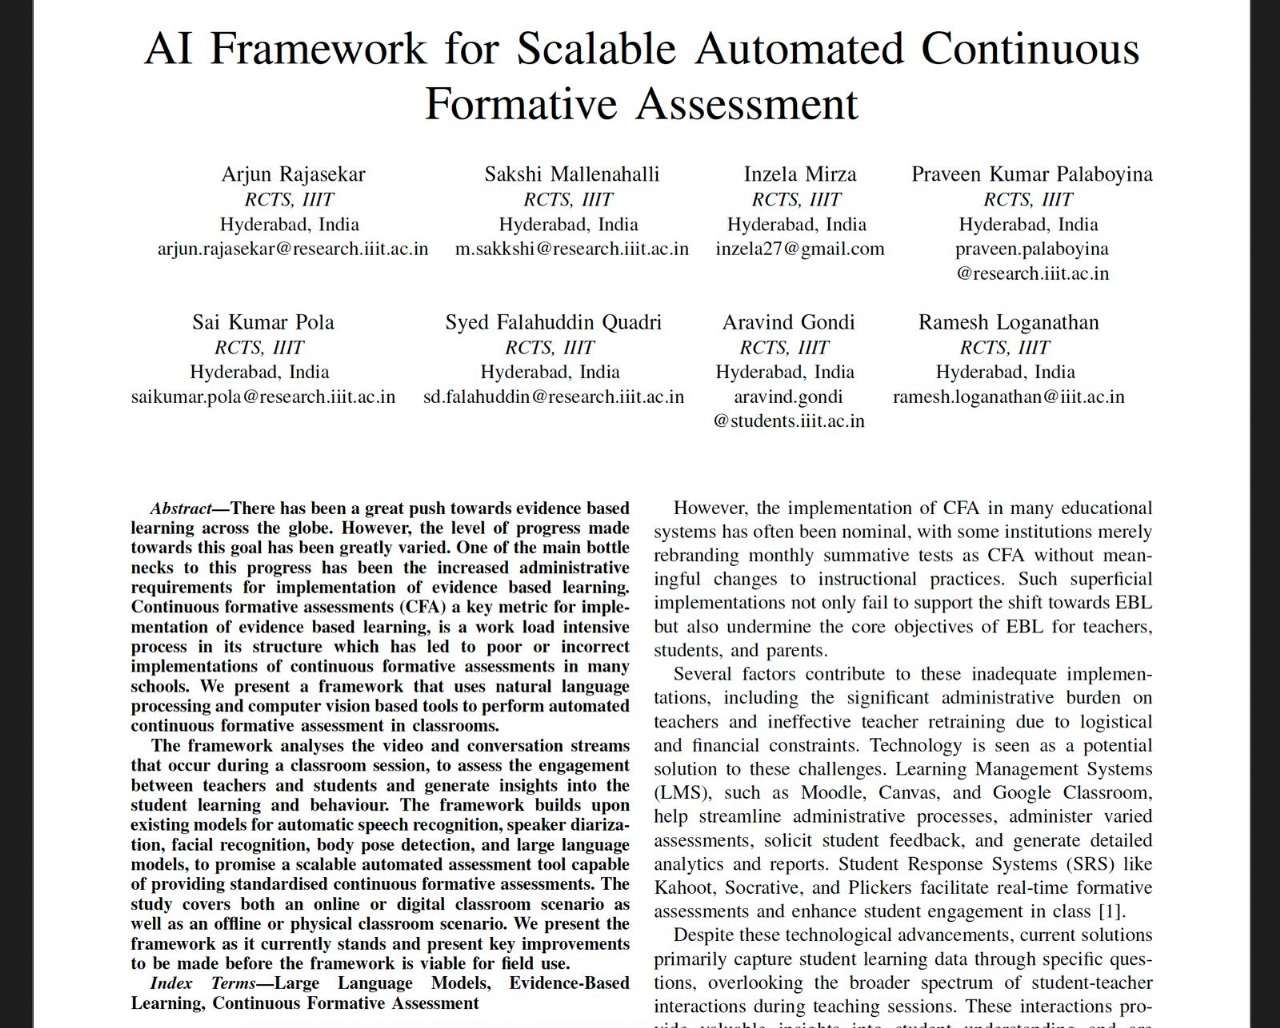 AI Framework for Scalable Automated Continuous
Formative Assessment
Arjun Rajasekar
RCTS, IIIT
Hyderabad, India
arjun.rajasekar@research.iiit.ac.in
Sakshi Mallenahalli
RCTS, IIIT
Hyderabad, India
m.sakkshi@research.iiit.ac.in
Inzela Mirza
RCTS, IIIT
Hyderabad, India
inzela27@gmail.com
Praveen Kumar Palaboyina
RCTS, IIIT
Hyderabad, India
praveen.palaboyina
@research.iiit.ac.in
Sai Kumar Pola
RCTS, IIIT
Hyderabad, India
saikumar.pola@research.iiit.ac.in
Syed Falahuddin Quadri
RCTS, IIIT
Hyderabad, India
sd.falahuddin@research.iiit.ac.in
Aravind Gondi
RCTS, IIIT
Hyderabad, India
aravind.gondi
@students.iiit.ac.in
Ramesh Loganathan
RCTS, IIIT
Hyderabad, India
ramesh.loganathan@iiit.ac.in
Abstract—There has been a great push towards evidence based
learning across the globe. However, the level of progress made
towards this goal has been greatly varied. One of the main bottle
necks to this progress has been the increased administrative
requirements for implementation of evidence based learning.
Continuous formative assessments (CFA) a key metric for imple-
mentation of evidence based learning, is a work load intensive
process in its structure which has led to poor or incorrect
implementations of continuous formative assessments in many
schools. We present a framework that uses natural language
processing and computer vision based tools to perform automated
continuous formative assessment in classrooms.
The framework analyses the video and conversation streams
that occur during a classroom session, to assess the engagement
between teachers and students and generate insights into the
student learning and behaviour. The framework builds upon
existing models for automatic speech recognition, speaker diariza-
tion, facial recognition, body pose detection, and large language
models, to promise a scalable automated assessment tool capable
of providing standardised continuous formative assessments. The
study covers both an online or digital classroom scenario as
well as an offline or physical classroom scenario. We present the
framework as it currently stands and present key improvements
to be made before the framework is viable for field use.
Index Terms—Large Language Models, Evidence-Based
Learning, Continuous Formative Assessment
However, the implementation of CFA in many educational
systems has often been nominal, with some institutions merely
rebranding monthly summative tests as CFA without mean-
ingful changes to instructional practices. Such superficial
implementations not only fail to support the shift towards EBL
but also undermine the core objectives of EBL for teachers,
students, and parents.
Several factors contribute to these inadequate implemen-
tations, including the significant administrative burden on
teachers and ineffective teacher retraining due to logistical
and financial constraints. Technology is seen as a potential
solution to these challenges. Learning Management Systems
(LMS), such as Moodle, Canvas, and Google Classroom,
help streamline administrative processes, administer varied
assessments, solicit student feedback, and generate detailed
analytics and reports. Student Response Systems (SRS) like
Kahoot, Socrative, and Plickers facilitate real-time formative
assessments and enhance student engagement in class [1].
Despite these technological advancements, current solutions
primarily capture student learning data through specific ques-
tions, overlooking the broader spectrum of student-teacher
interactions during teaching sessions. These interactions pro-